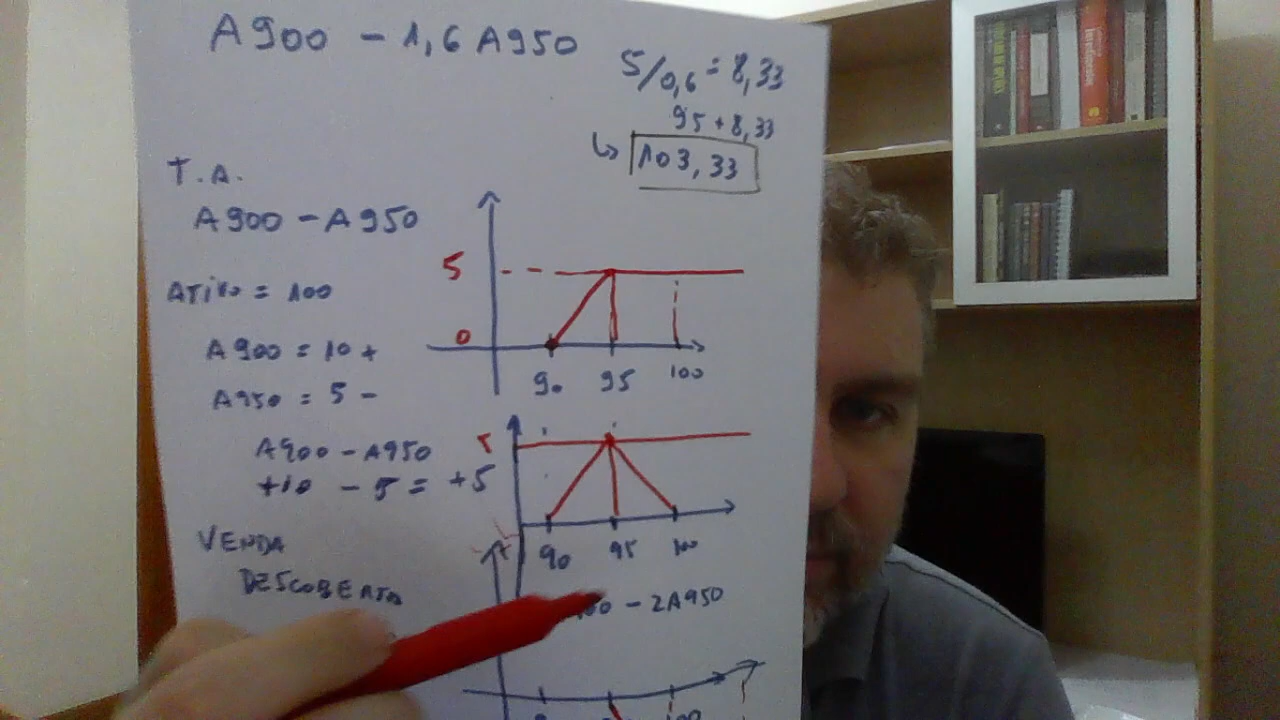 A900 - 1,6 A950
5/0,6 = 8,33
95 + 8,33
↳ 103,33
T.A.
A900 - A950
5
0
90 95 100
ATIVO = 100
A900 = 10 +
A950 = 5 -
A900 - A950
+10 - 5 = +5
5
90 95 100
VENDA
DESCOBERTA
- 2A950
100